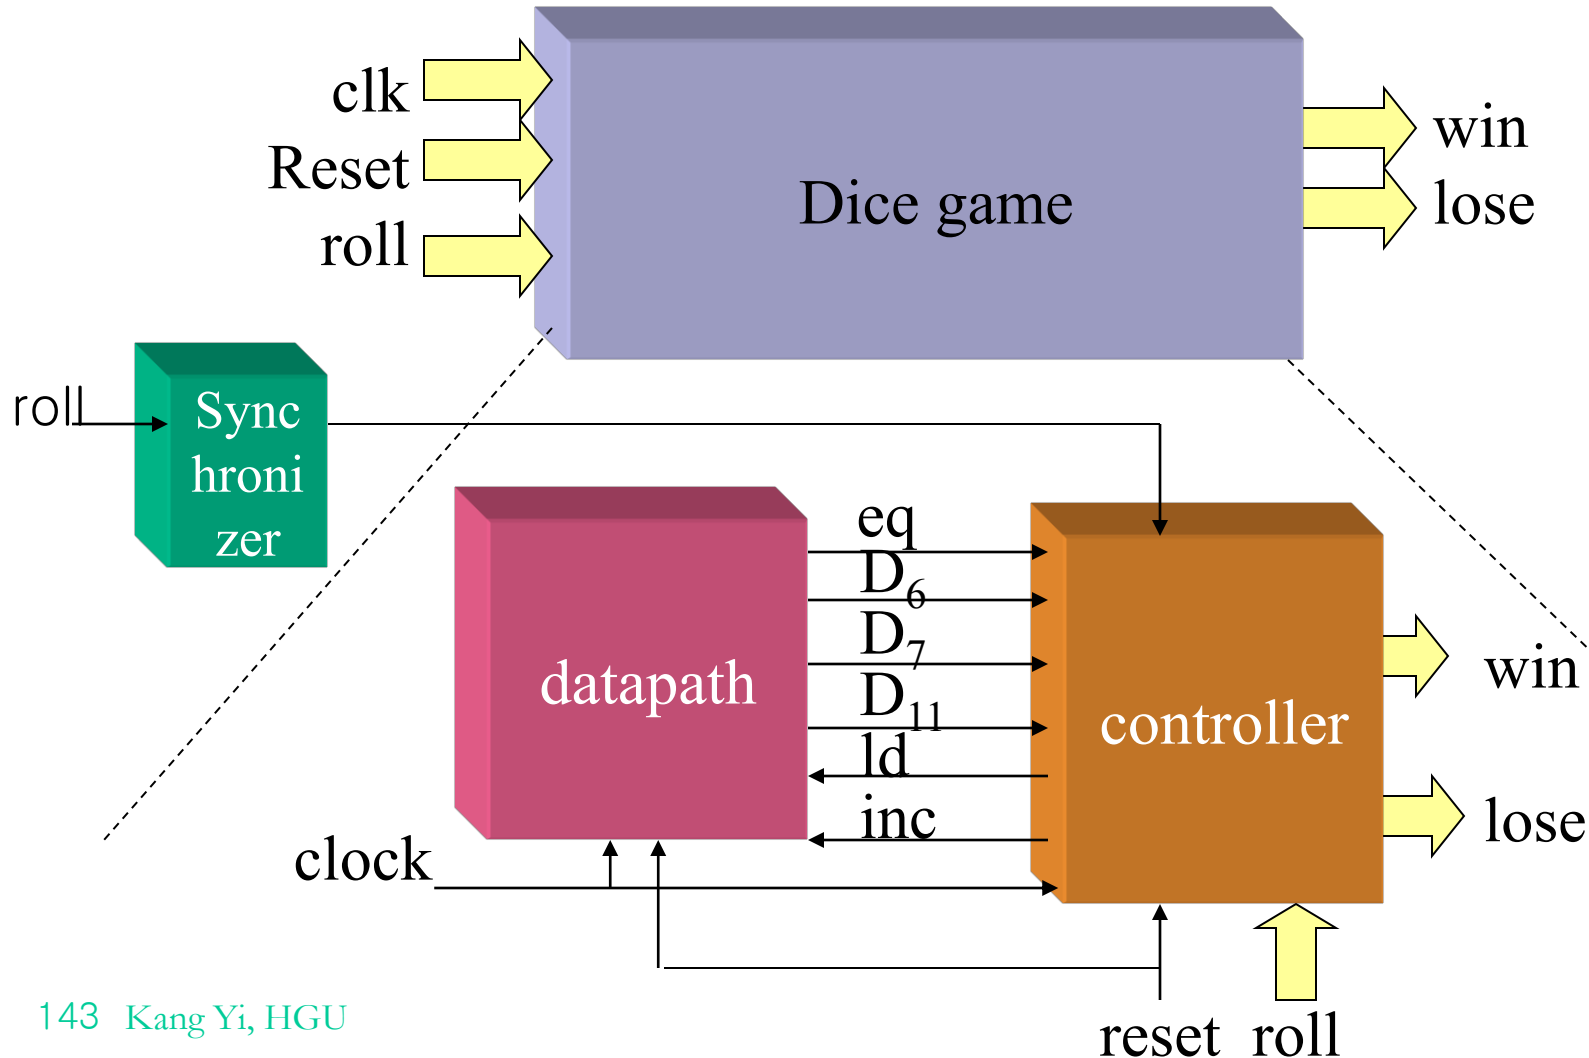 clk
Reset
roll
Dice game
win
lose
roll
Sync
hroni
zer
datapath
eq
D6
D7
D11
ld
inc
controller
win
lose
clock
reset roll
143 Kang Yi, HGU